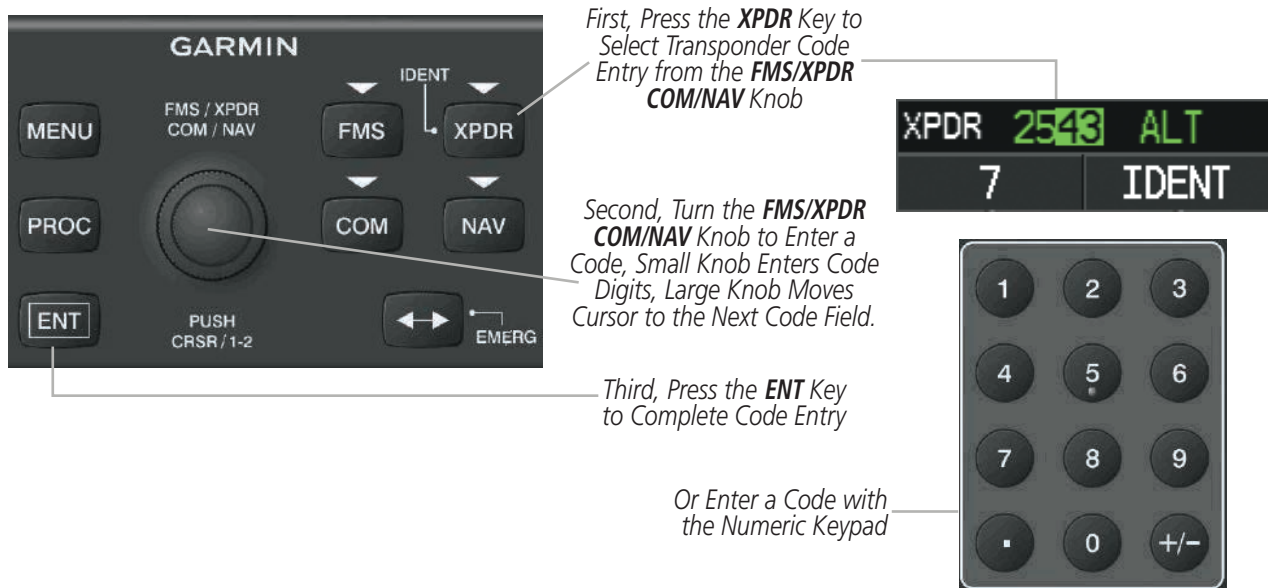 First, Press the XPDR Key to
Select Transponder Code
Entry from the FMS/XPDR
COM/NAV Knob
GARMIN
IDENT
MENU
FMS / XPDR
COM / NAV
FMS
XPDR
PROC
COM
NAV
ENT
PUSH
CRSR/1-2
EMERG
XPDR 2543 ALT
7 IDENT
Second, Turn the FMS/XPDR
COM/NAV Knob to Enter a
Code, Small Knob Enters Code
Digits, Large Knob Moves
Cursor to the Next Code Field.
Third, Press the ENT Key
to Complete Code Entry
Or Enter a Code with
the Numeric Keypad
1 2 3
4 5 6
7 8 9
. 0 +/-